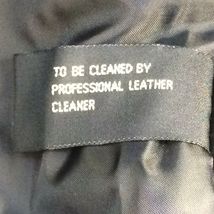 TO BE CLEANED BY
PROFESSIONAL LEATHER
CLEANER